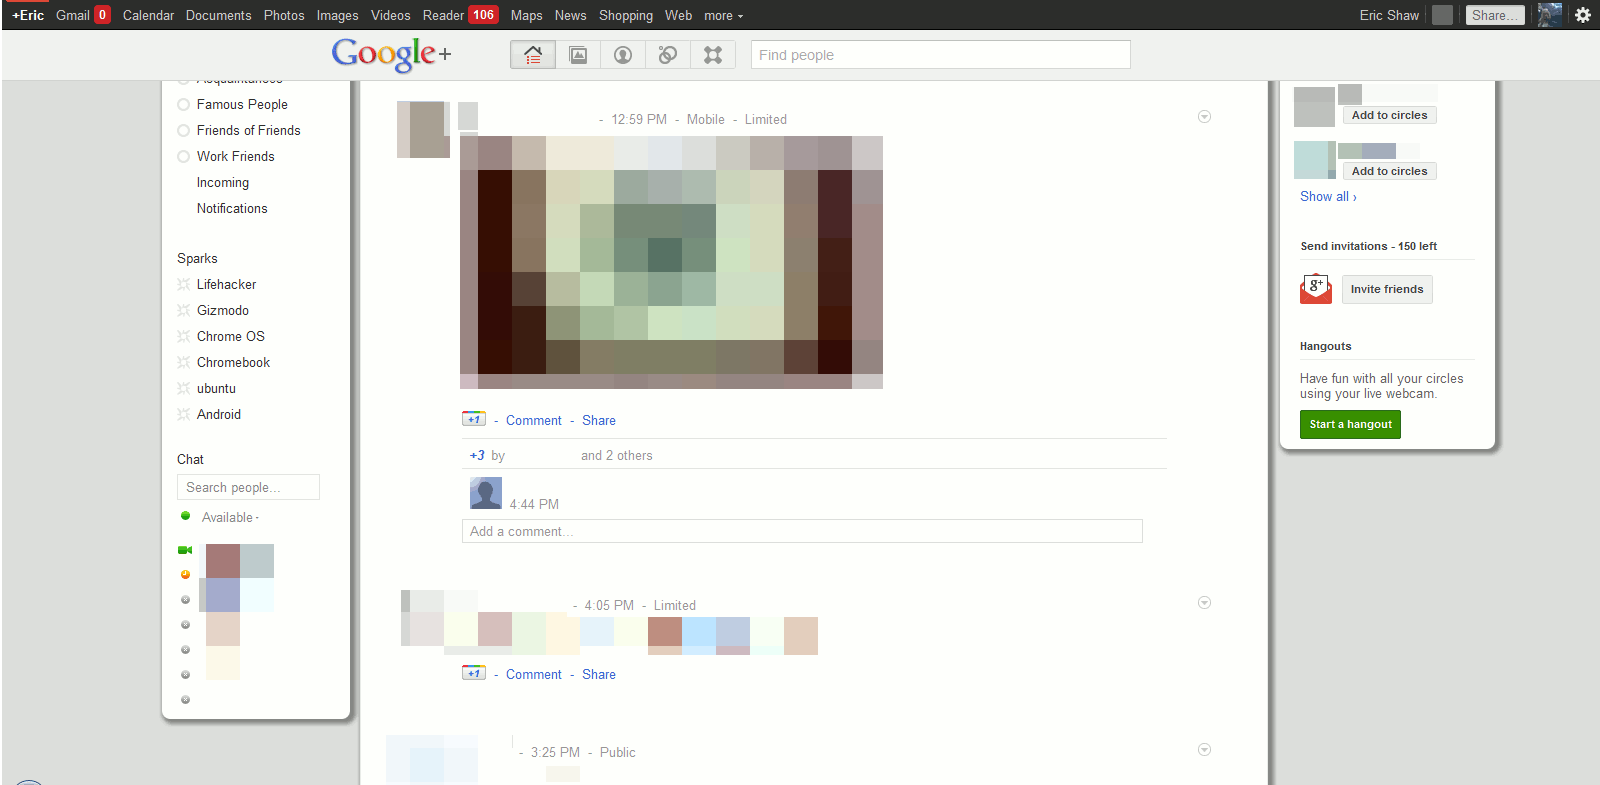 +Eric Gmail 0 Calendar Documents Photos Images Videos Reader 106 Maps News Shopping Web more Eric Shaw Share...
Google+ Find people
Acquaintances
Famous People
Friends of Friends
Work Friends
Incoming
Notifications
Sparks
Lifehacker
Gizmodo
Chrome OS
Chromebook
ubuntu
Android
Chat
Search people...
Available
- 12:59 PM - Mobile - Limited
+1 - Comment - Share
+3 by and 2 others
4:44 PM
Add a comment...
- 4:05 PM - Limited
+1 - Comment - Share
- 3:25 PM - Public
Add to circles
Add to circles
Show all ›
Send invitations - 150 left
g+ Invite friends
Hangouts
Have fun with all your circles
using your live webcam.
Start a hangout